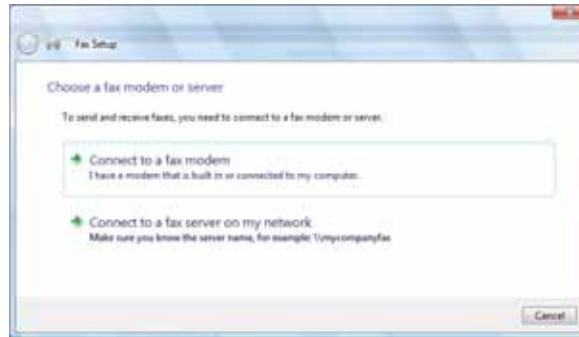 Fax Setup
Choose a fax modem or server
To send and receive faxes, you need to connect to a fax modem or server.
Connect to a fax modem
I have a modem that is built in or connected to my computer.
Connect to a fax server on my network
Make sure you know the server name, for example: \\mycompanyfax
Cancel